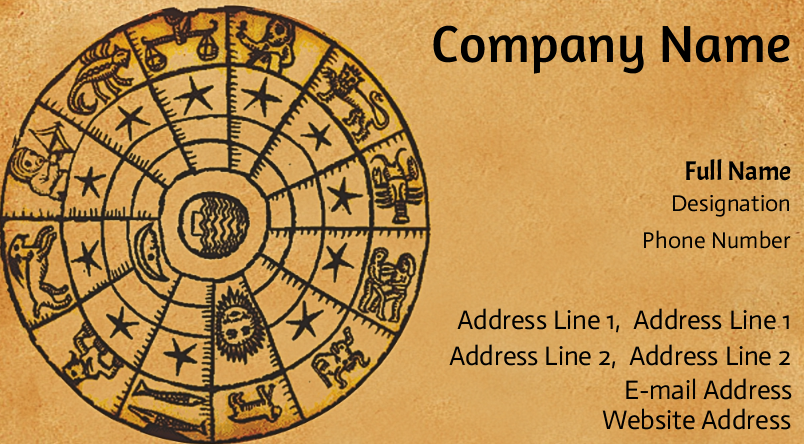 Company Name
Full Name
Designation
Phone Number
Address Line 1,  Address Line 1
Address Line 2,  Address Line 2
E-mail Address
Website Address